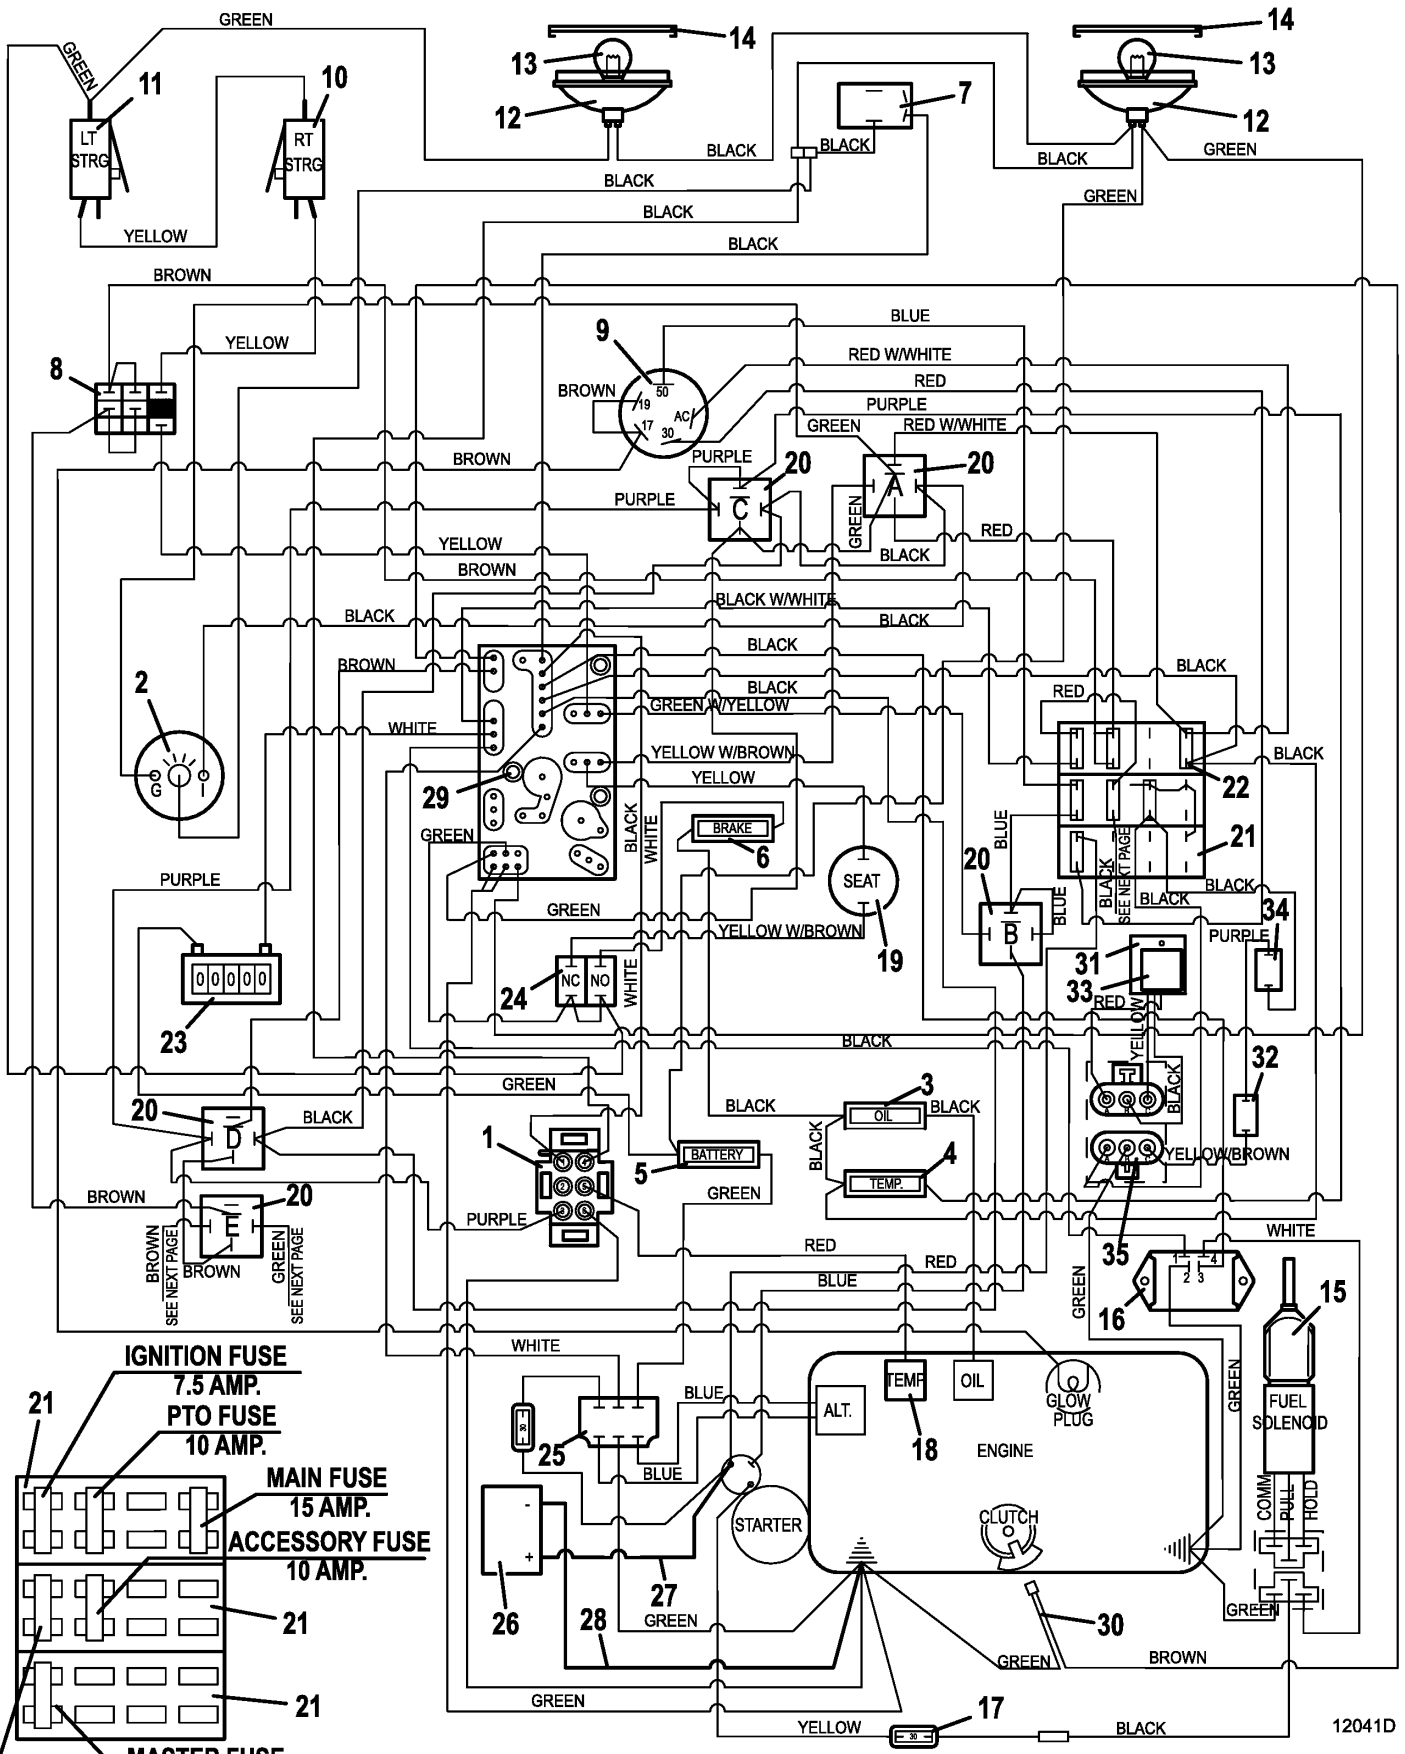 GREEN
14
14
GREEN
13
13
11
10
12
7
12
LT
STRG
RT
STRG
BLACK
BLACK
BLACK
GREEN
BLACK
GREEN
BLACK
YELLOW
BLACK
BROWN
9
BLUE
YELLOW
RED W/WHITE
8
BROWN
50
19
AC
17
30
RED
PURPLE
GREEN
RED W/WHITE
BROWN
PURPLE
20
20
PURPLE
C
A
GREEN
RED
YELLOW
BLACK
BROWN
BLACK W/WHITE
BLACK
BLACK
BLACK
BROWN
BLACK
2
BLACK
RED
GREEN W/YELLOW
WHITE
YELLOW W/BROWN
BLACK
G
I
29
YELLOW
22
BRAKE
BLUE
GREEN
BLACK
WHITE
6
21
20
SEAT
BLACK
SEE NEXT PAGE
PURPLE
BLACK
BLACK
GREEN
B
BLUE
34
YELLOW W/BROWN
PURPLE
19
31
00000
NC
NO
WHITE
24
33
RED
23
YELLOW
BLACK
32
GREEN
3
20
BLACK
BLACK
OIL
BLACK
A
B
C
BLACK
D
1
BLACK
5
BATTERY
4
A
B
C
YELLOW/BROWN
TEMP.
BROWN
20
GREEN
PURPLE
E
WHITE
RED
35
BROWN
SEE NEXT PAGE
BROWN
GREEN
SEE NEXT PAGE
RED
BLUE
GREEN
1
4
2
3
16
15
WHITE
IGNITION FUSE
7.5 AMP.
21
PTO FUSE
10 AMP.
MAIN FUSE
15 AMP.
ACCESSORY FUSE
10 AMP.
21
21
MASTER FUSE
30
25
BLUE
BLUE
ALT.
TEMP
18
OIL
GLOW
PLUG
ENGINE
GREEN
FUEL
SOLENOID
COMM
PULL
HOLD
CLUTCH
STARTER
-
+
26
27
28
GREEN
GREEN
30
GREEN
BROWN
GREEN
17
YELLOW
30
BLACK
12041D